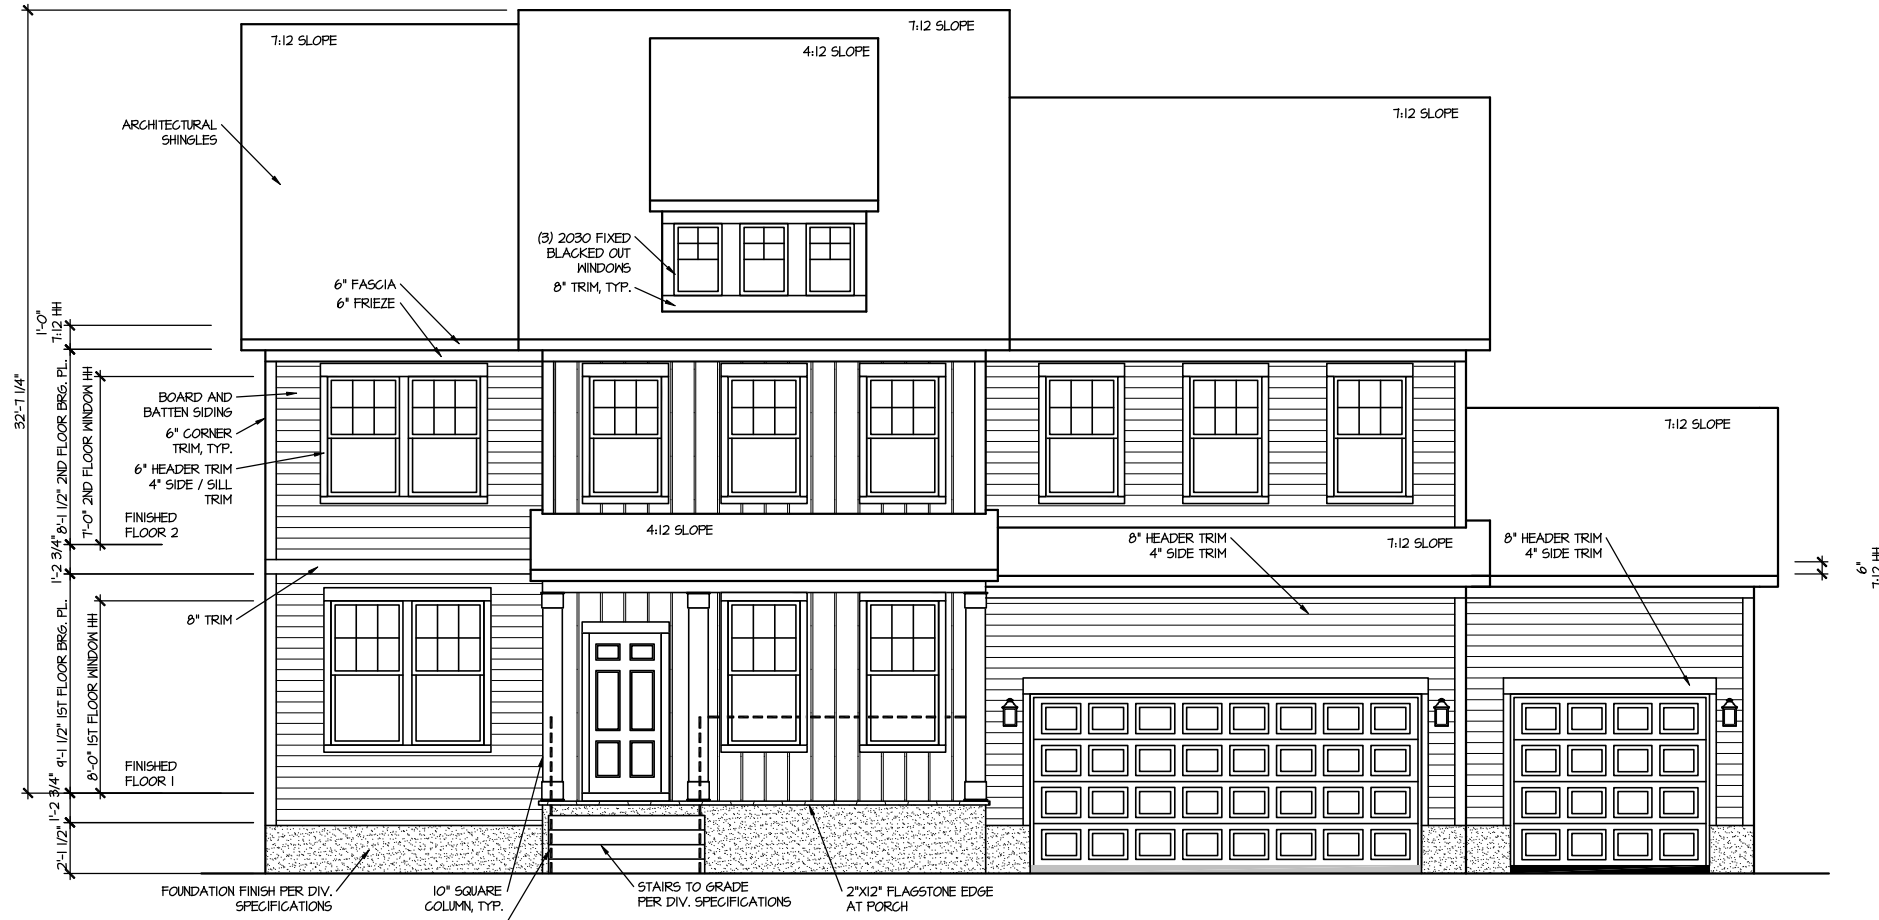 7:12 SLOPE
7:12 SLOPE
4:12 SLOPE
7:12 SLOPE
ARCHITECTURAL
SHINGLES
(3) 2030 FIXED
BLACKED OUT
WINDOWS
8" TRIM, TYP.
6" FASCIA
6" FRIEZE
1'-0"
7:12 HH
32'-7 1/4"
8'-1 1/2" 2ND FLOOR BRG. PL.
7'-0" 2ND FLOOR WINDOW HH
BOARD AND
BATTEN SIDING
6" CORNER
TRIM, TYP.
6" HEADER TRIM
4" SIDE / SILL
TRIM
FINISHED
FLOOR 2
7:12 SLOPE
4:12 SLOPE
8" HEADER TRIM
4" SIDE TRIM
7:12 SLOPE
8" HEADER TRIM
4" SIDE TRIM
6"
7:12 HH
1'-2 3/4"
9'-1 1/2" 1ST FLOOR BRG. PL.
8'-0" 1ST FLOOR WINDOW HH
8" TRIM
FINISHED
FLOOR 1
1'-2 3/4"
2'-1 1/2"
FOUNDATION FINISH PER DIV.
SPECIFICATIONS
10" SQUARE
COLUMN, TYP.
STAIRS TO GRADE
PER DIV. SPECIFICATIONS
2"X12" FLAGSTONE EDGE
AT PORCH